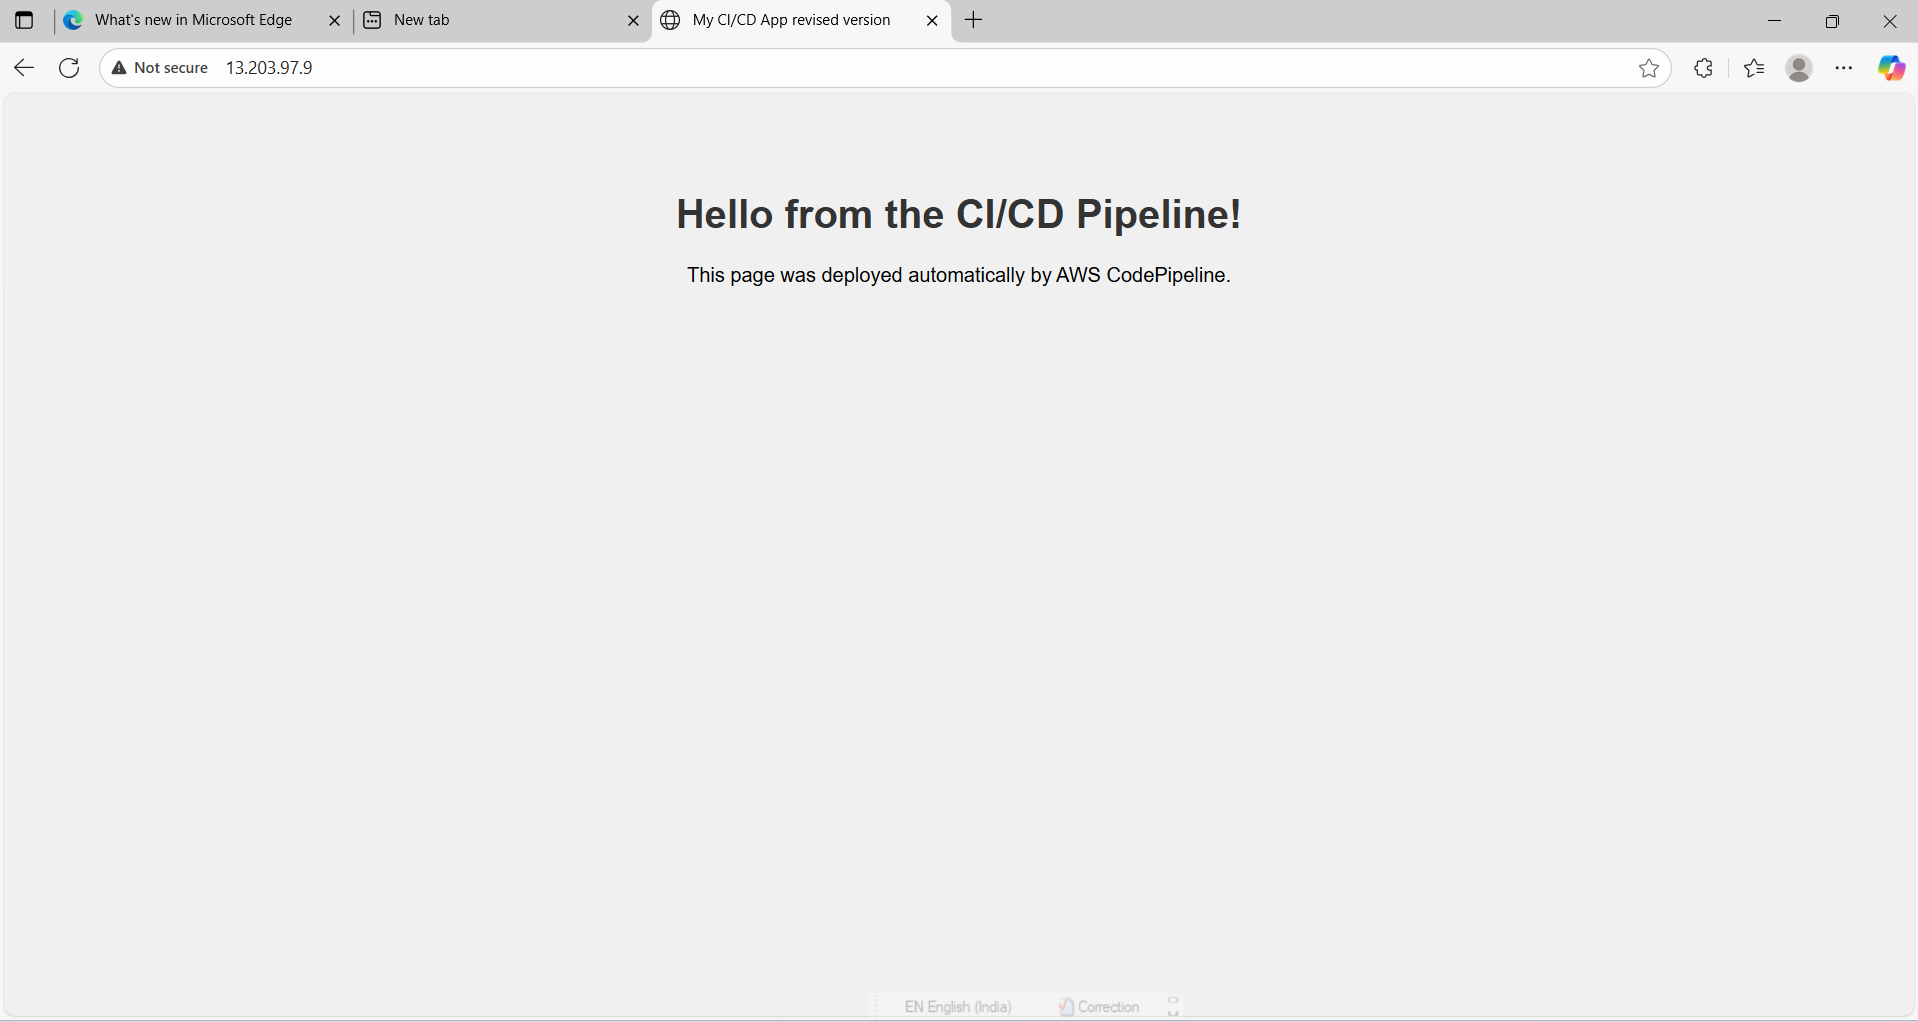 What's new in Microsoft Edge
New tab
My CI/CD App revised version
Not secure 13.203.97.9
Hello from the CI/CD Pipeline!
This page was deployed automatically by AWS CodePipeline.
EN English (India) Correction